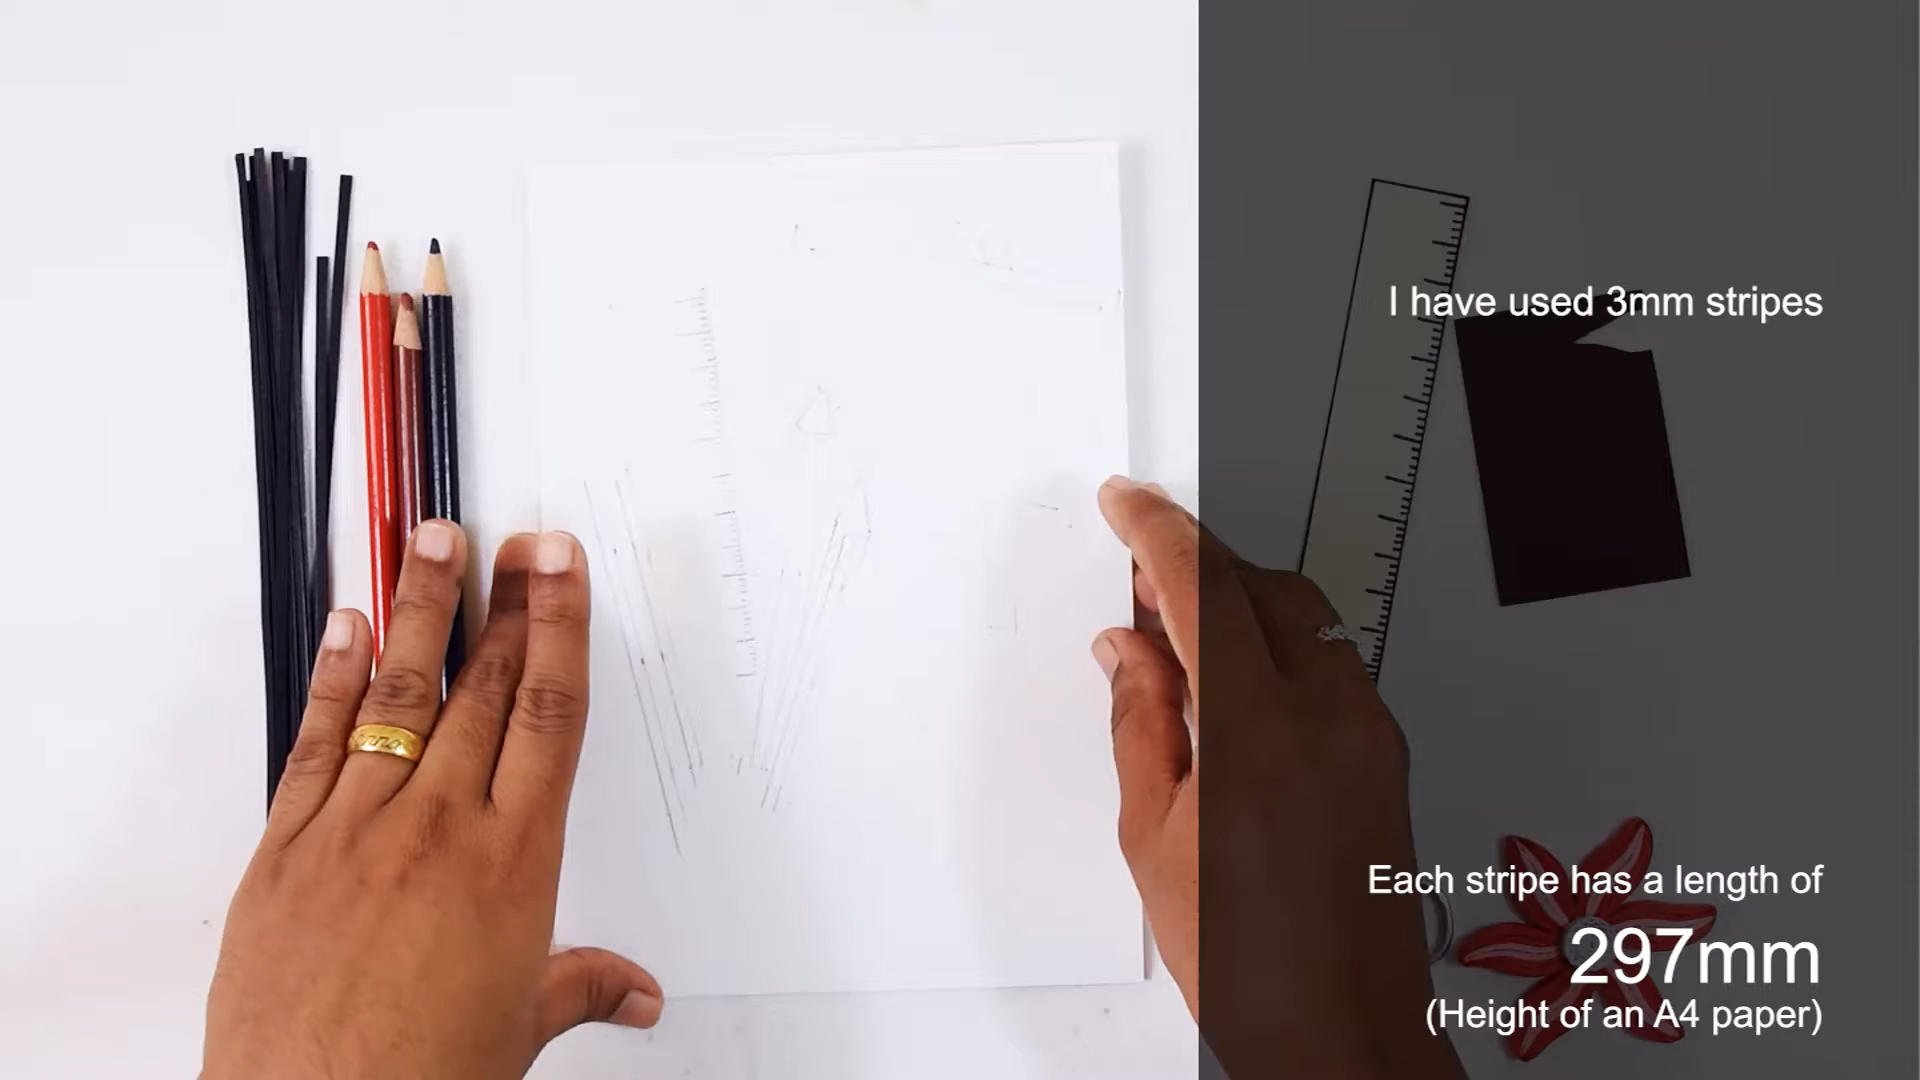 I have used 3mm stripes
Each stripe has a length of
297mm
(Height of an A4 paper)